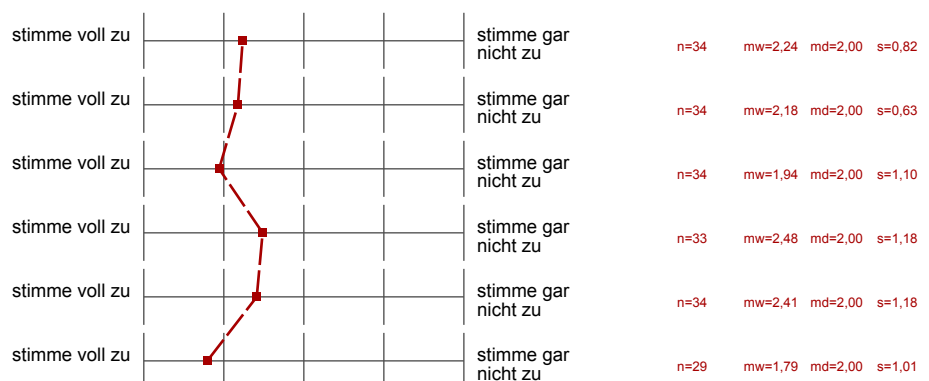 stimme voll zu
stimme gar
nicht zu
n=34 mw=2,24 md=2,00 s=0,82
stimme voll zu
stimme gar
nicht zu
n=34 mw=2,18 md=2,00 s=0,63
stimme voll zu
stimme gar
nicht zu
n=34 mw=1,94 md=2,00 s=1,10
stimme voll zu
stimme gar
nicht zu
n=33 mw=2,48 md=2,00 s=1,18
stimme voll zu
stimme gar
nicht zu
n=34 mw=2,41 md=2,00 s=1,18
stimme voll zu
stimme gar
nicht zu
n=29 mw=1,79 md=2,00 s=1,01